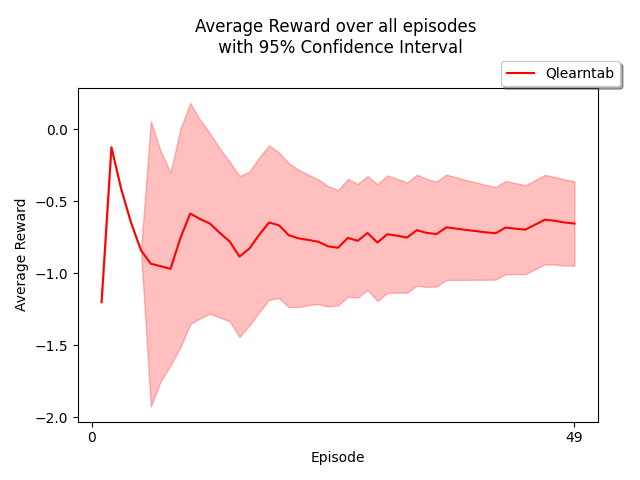 Average Reward over all episodes
with 95% Confidence Interval
Qlearntab
0.0
−0.5
−1.0
−1.5
−2.0
Average Reward
0
49
Episode